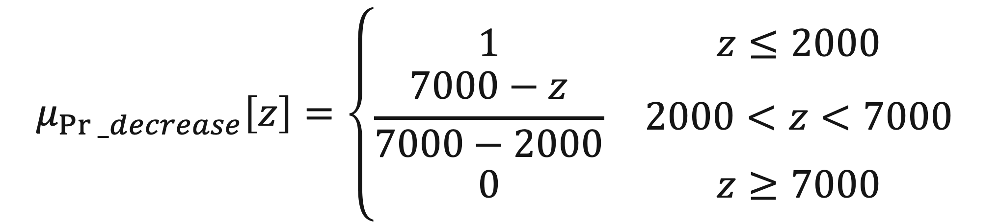 1 z ≤ 2000
μPr _decrease[z] = { 7000 − z / 7000 − 2000 2000 < z < 7000
0 z ≥ 7000